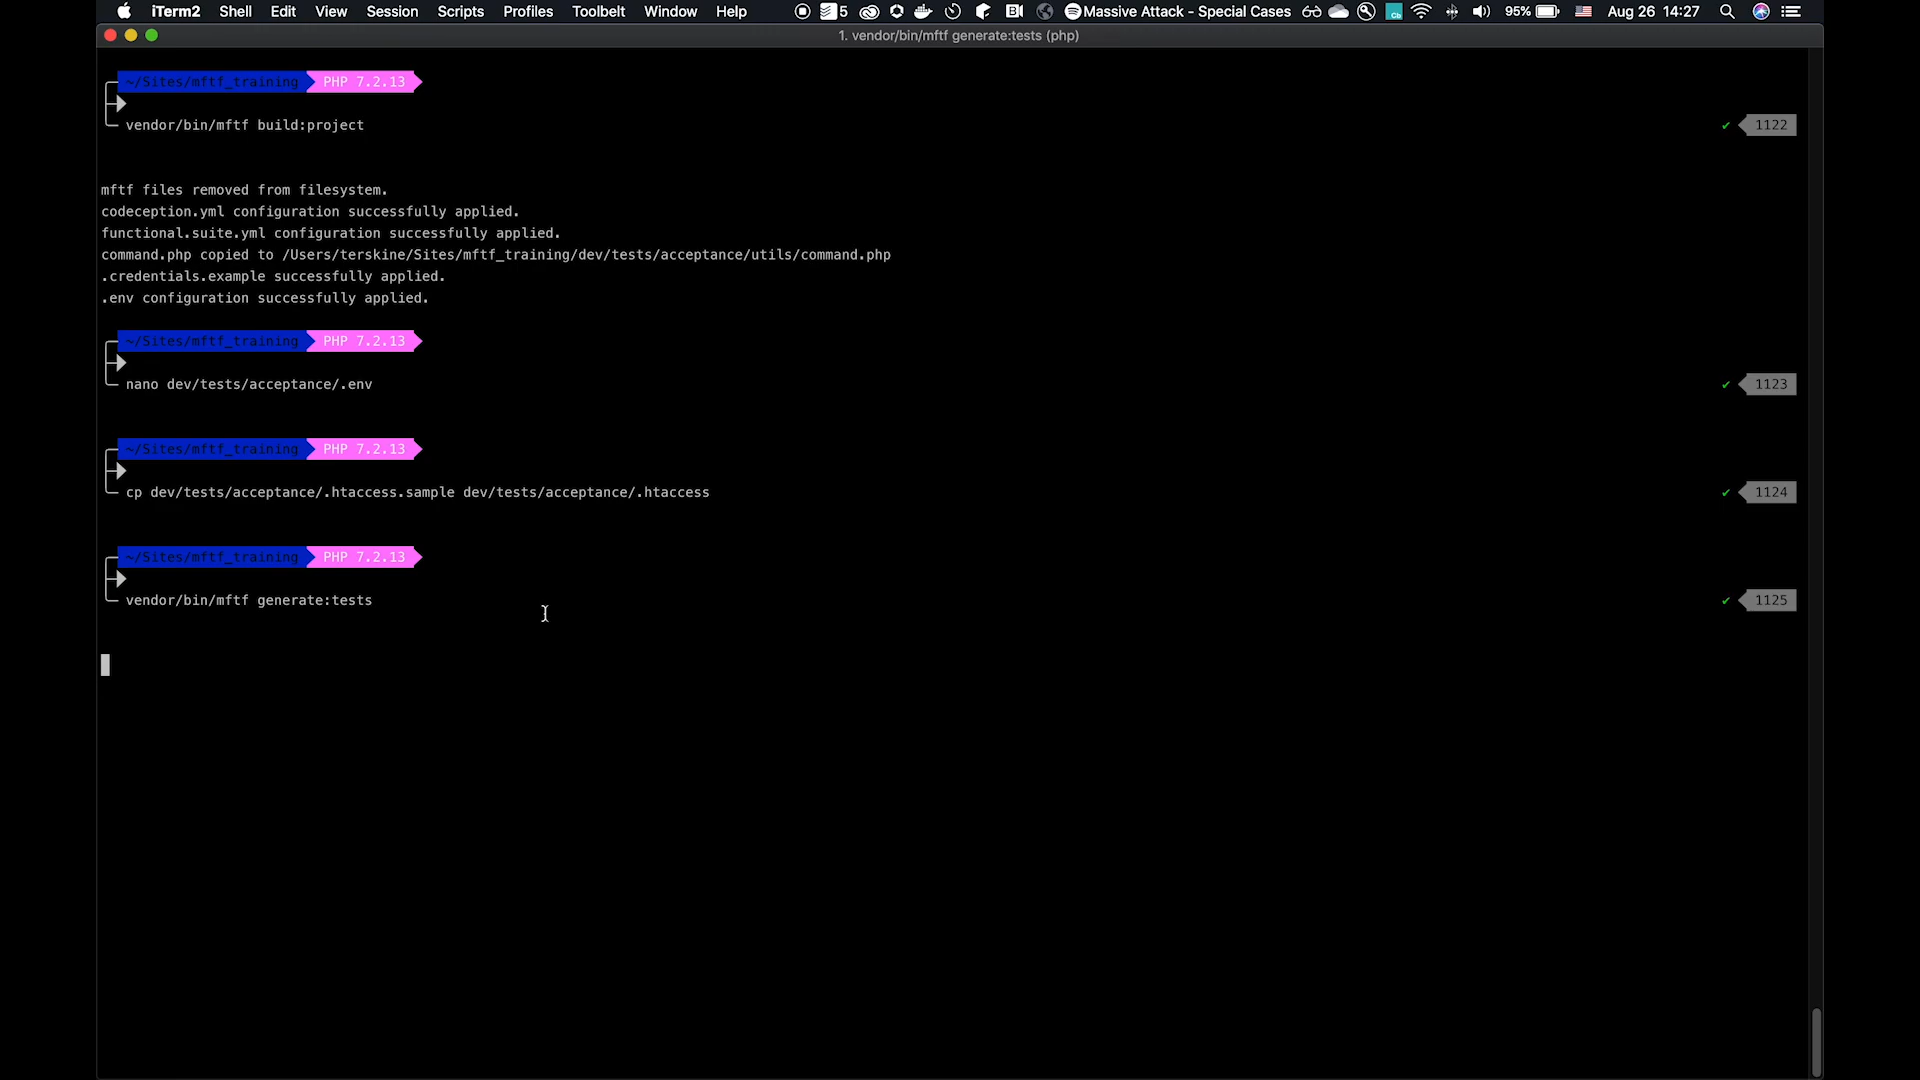 iTerm2 Shell Edit View Session Scripts Profiles Toolbelt Window Help 5 Massive Attack - Special Cases Cb 95% Aug 26 14:27
1. vendor/bin/mftf generate:tests (php)
~/Sites/mftf_training PHP 7.2.13
vendor/bin/mftf build:project ✔ 1122
mftf files removed from filesystem.
codeception.yml configuration successfully applied.
functional.suite.yml configuration successfully applied.
command.php copied to /Users/terskine/Sites/mftf_training/dev/tests/acceptance/utils/command.php
.credentials.example successfully applied.
.env configuration successfully applied.
~/Sites/mftf_training PHP 7.2.13
nano dev/tests/acceptance/.env ✔ 1123
~/Sites/mftf_training PHP 7.2.13
cp dev/tests/acceptance/.htaccess.sample dev/tests/acceptance/.htaccess ✔ 1124
~/Sites/mftf_training PHP 7.2.13
vendor/bin/mftf generate:tests ✔ 1125